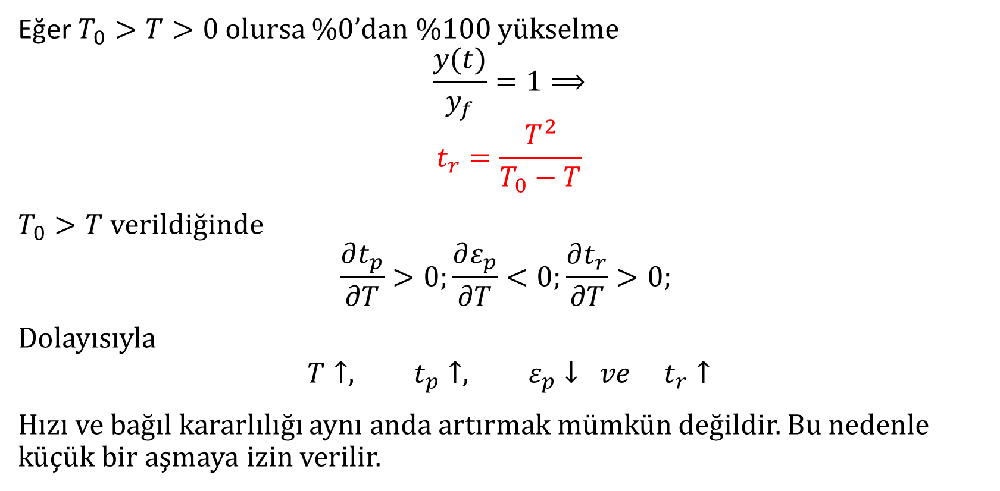 Eğer $T_0 > T > 0$ olursa %0’dan %100 yükselme
$\frac{y(t)}{y_f} = 1 \Longrightarrow$
$t_r = \frac{T^2}{T_0 - T}$
$T_0 > T$ verildiğinde
$\frac{\partial t_p}{\partial T} > 0; \frac{\partial \varepsilon_p}{\partial T} < 0; \frac{\partial t_r}{\partial T} > 0;$
Dolayısıyla
$T \uparrow, \quad t_p \uparrow, \quad \varepsilon_p \downarrow \ ve \quad t_r \uparrow$
Hızı ve bağıl kararlılığı aynı anda artırmak mümkün değildir. Bu nedenle
küçük bir aşmaya izin verilir.